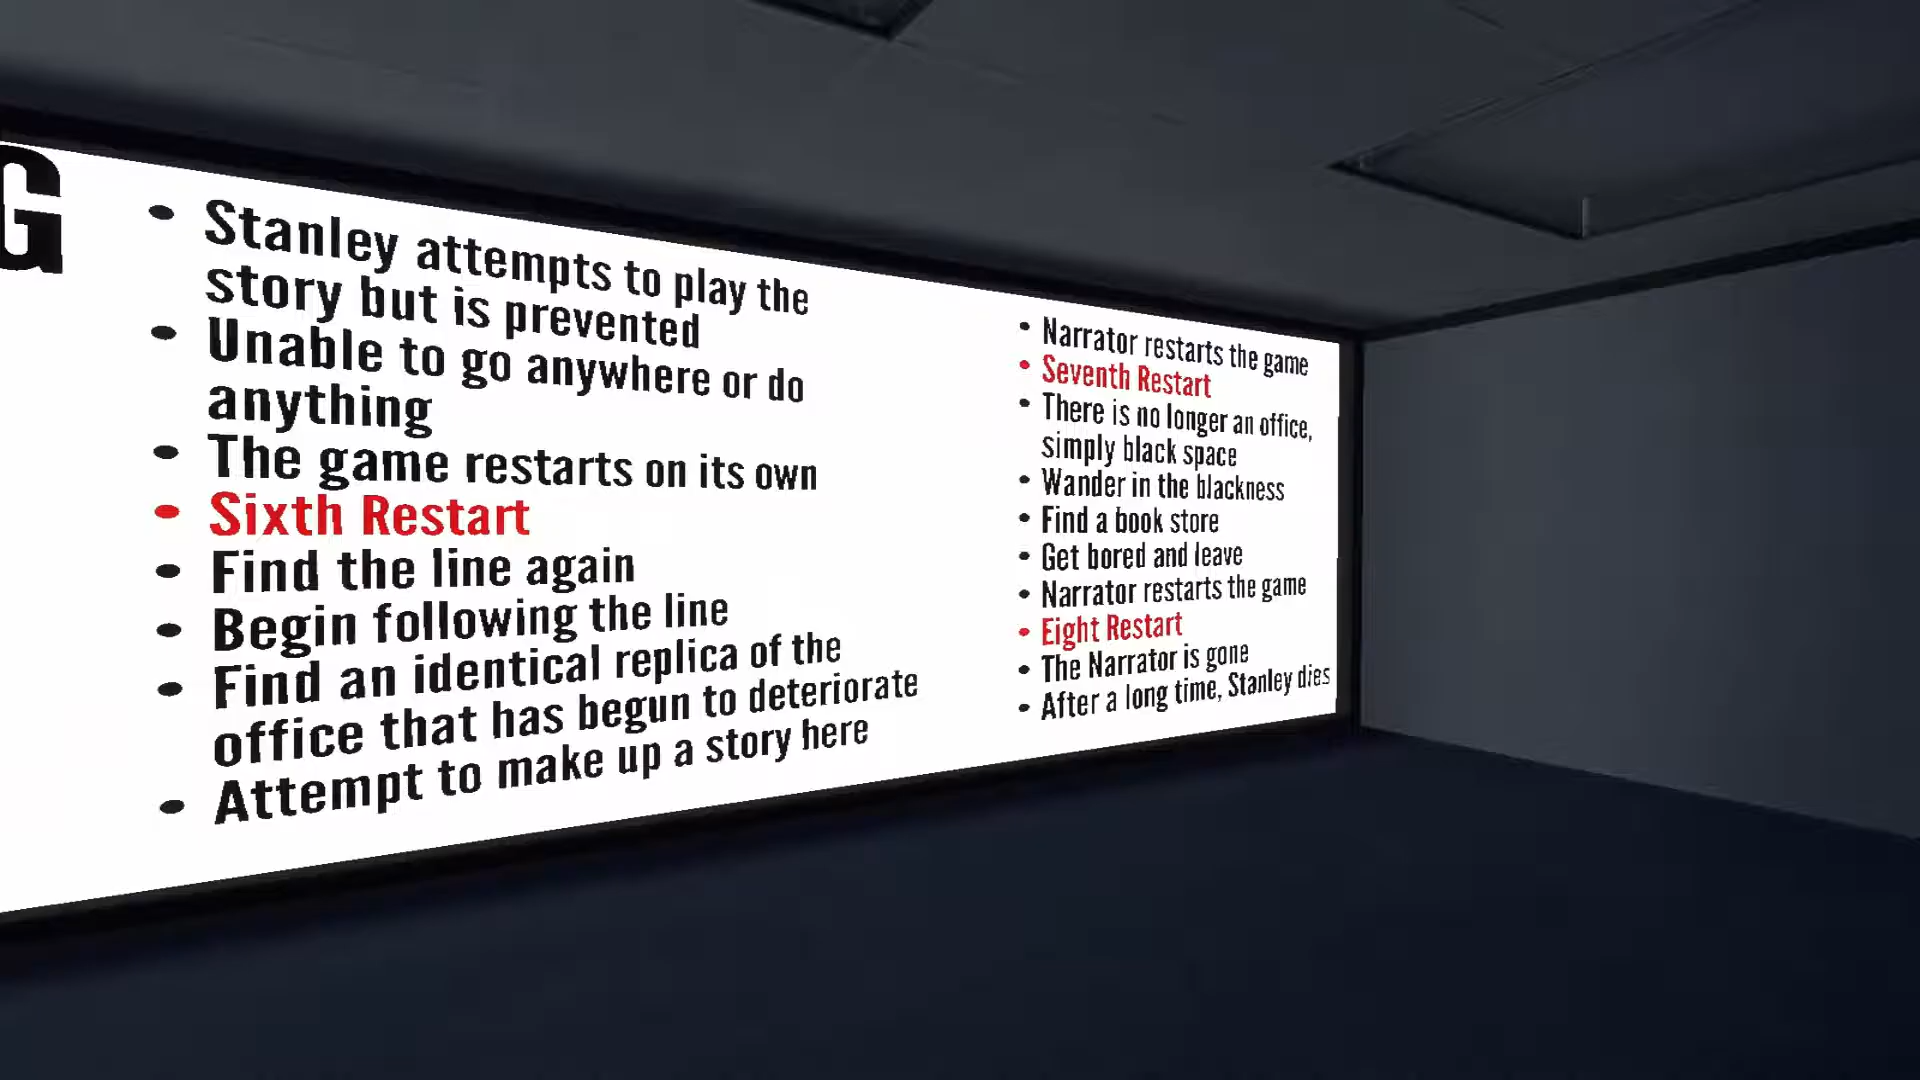 G
• Stanley attempts to play the
story but is prevented
• Unable to go anywhere or do
anything
• The game restarts on its own
• Sixth Restart
• Find the line again
• Begin following the line
• Find an identical replica of the
office that has begun to deteriorate
• Attempt to make up a story here
• Narrator restarts the game
• Seventh Restart
• There is no longer an office,
simply black space
• Wander in the blackness
• Find a book store
• Get bored and leave
• Narrator restarts the game
• Eight Restart
• The Narrator is gone
• After a long time, Stanley dies